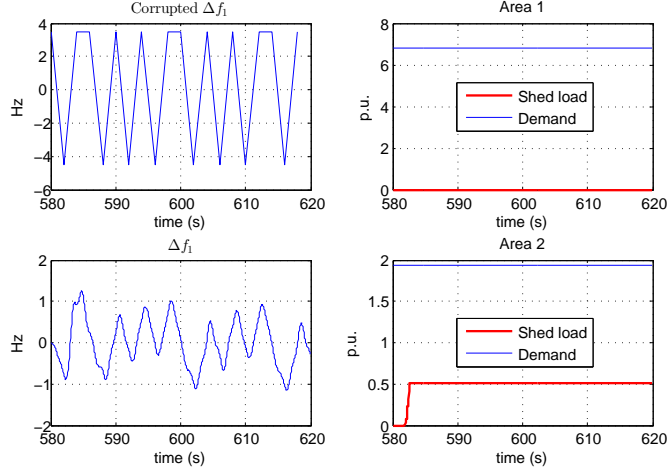 Corrupted Δf₁
Hz
4
2
0
−2
−4
−6
580 590 600 610 620
time (s)
Area 1
p.u.
8
6
4
2
0
Shed load
Demand
580 590 600 610 620
time (s)
Δf₁
Hz
2
1
0
−1
−2
580 590 600 610 620
time (s)
Area 2
p.u.
2
1.5
1
0.5
0
Shed load
Demand
580 590 600 610 620
time (s)